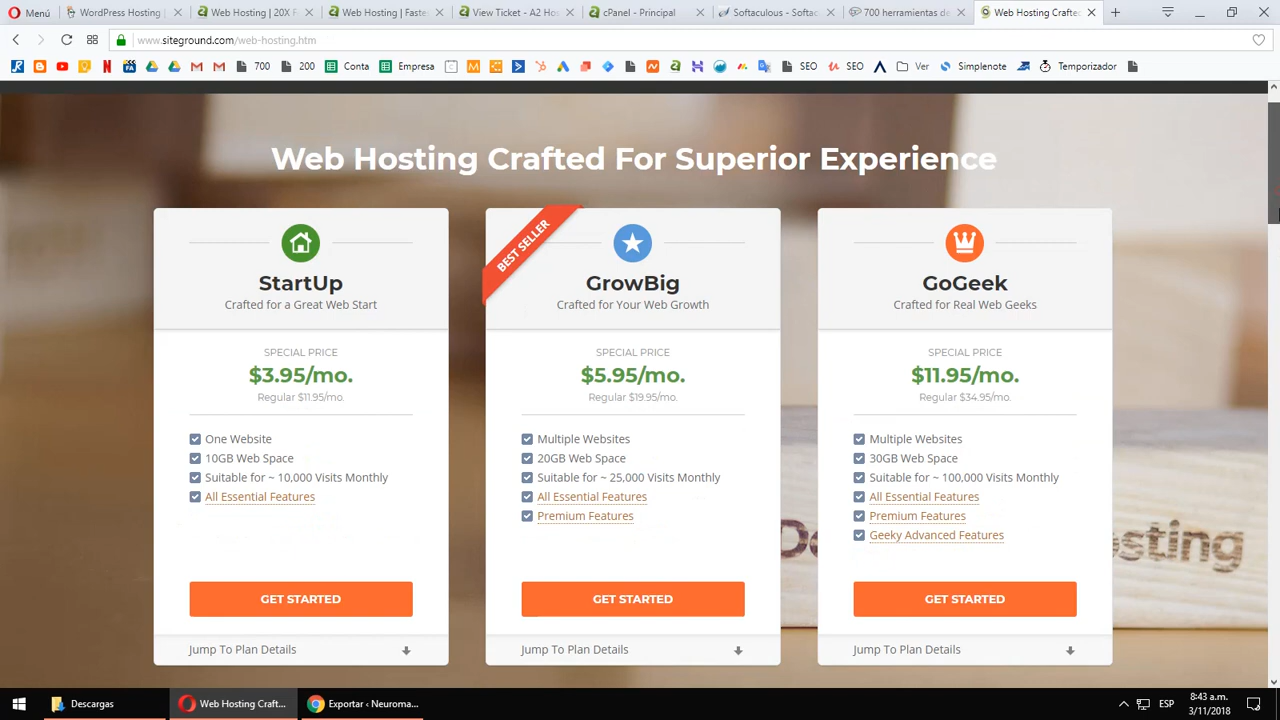 Menú
WordPress Hosting |
Web Hosting | 20X F
Web Hosting | Fastes
View Ticket - A2 Hos
cPanel - Principal
Softaculous - Softac
700 herramientas de
Web Hosting Crafted
www.siteground.com/web-hosting.htm
700
200
Conta
Empresa
SEO
SEO
Ver
Simplenote
Temporizador
Web Hosting Crafted For Superior Experience
StartUp
Crafted for a Great Web Start
SPECIAL PRICE
$3.95/mo.
Regular $11.95/mo.
One Website
10GB Web Space
Suitable for ~ 10,000 Visits Monthly
All Essential Features
GET STARTED
Jump To Plan Details
BEST SELLER
GrowBig
Crafted for Your Web Growth
SPECIAL PRICE
$5.95/mo.
Regular $19.95/mo.
Multiple Websites
20GB Web Space
Suitable for ~ 25,000 Visits Monthly
All Essential Features
Premium Features
GET STARTED
Jump To Plan Details
GoGeek
Crafted for Real Web Geeks
SPECIAL PRICE
$11.95/mo.
Regular $34.95/mo.
Multiple Websites
30GB Web Space
Suitable for ~ 100,000 Visits Monthly
All Essential Features
Premium Features
Geeky Advanced Features
GET STARTED
Jump To Plan Details
osting
Descargas
Web Hosting Craft...
Exportar ‹ Neuroma...
ESP
8:43 a.m.
3/11/2018